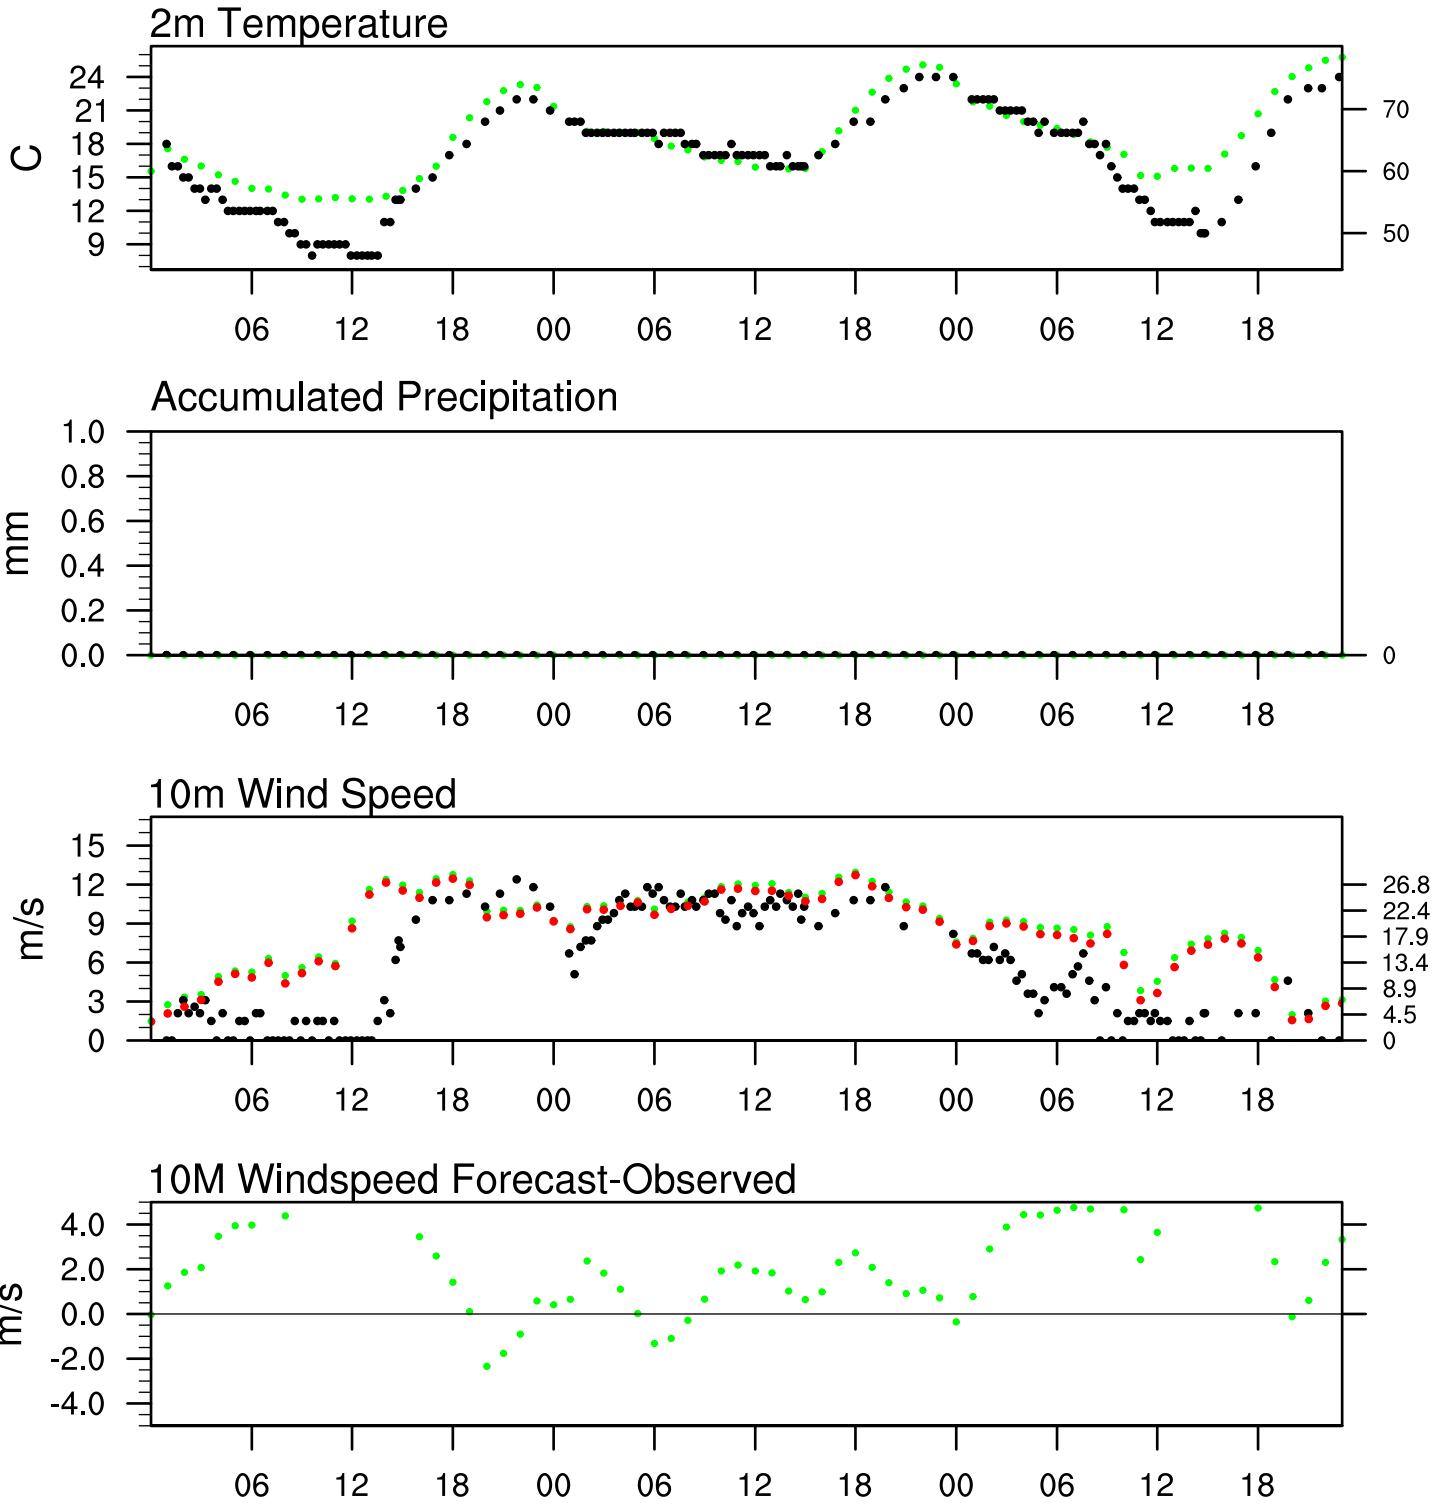 2m Temperature
C
24
21
18
15
12
9
70
60
50
06 12 18 00 06 12 18 00 06 12 18
Accumulated Precipitation
mm
1.0
0.8
0.6
0.4
0.2
0.0
0
06 12 18 00 06 12 18 00 06 12 18
10m Wind Speed
m/s
15
12
9
6
3
0
26.8
22.4
17.9
13.4
8.9
4.5
0
06 12 18 00 06 12 18 00 06 12 18
10M Windspeed Forecast-Observed
m/s
4.0
2.0
0.0
-2.0
-4.0
06 12 18 00 06 12 18 00 06 12 18